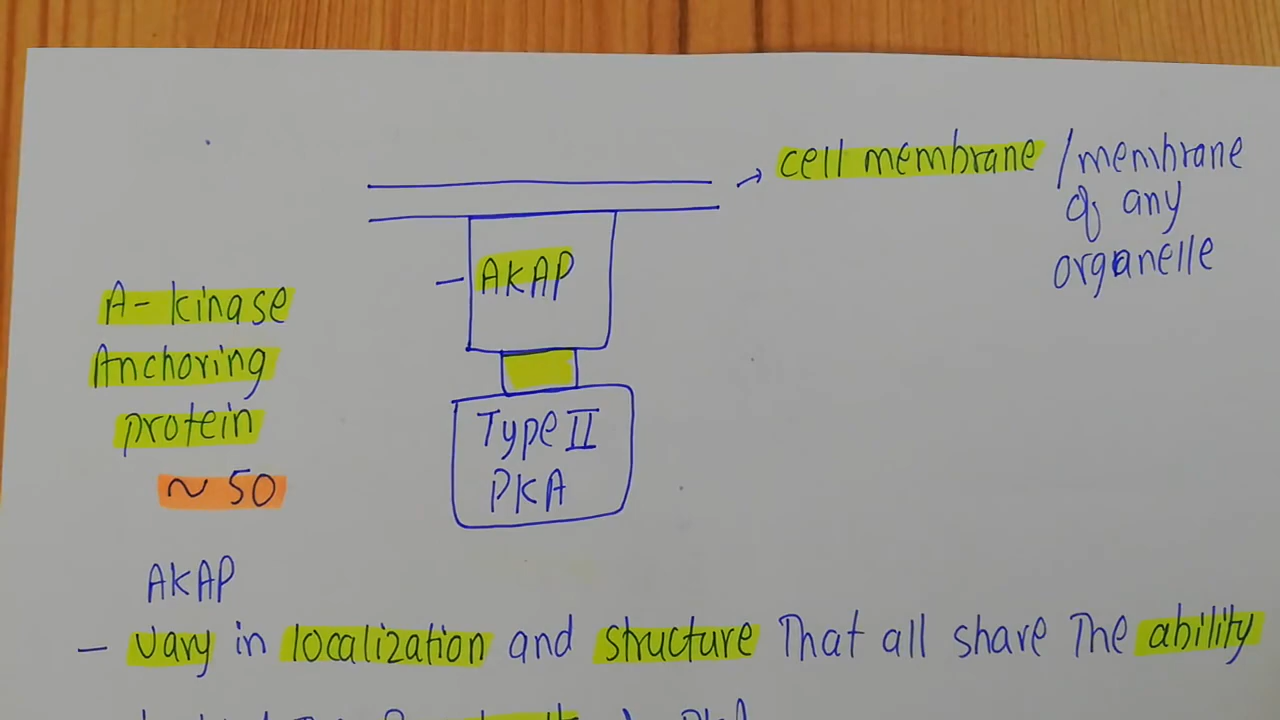 cell membrane / membrane
of any
organelle
AKAP
A - kinase
Anchoring
protein
~ 50
Type II
PKA
AKAP
- vary in localization and structure That all share The ability